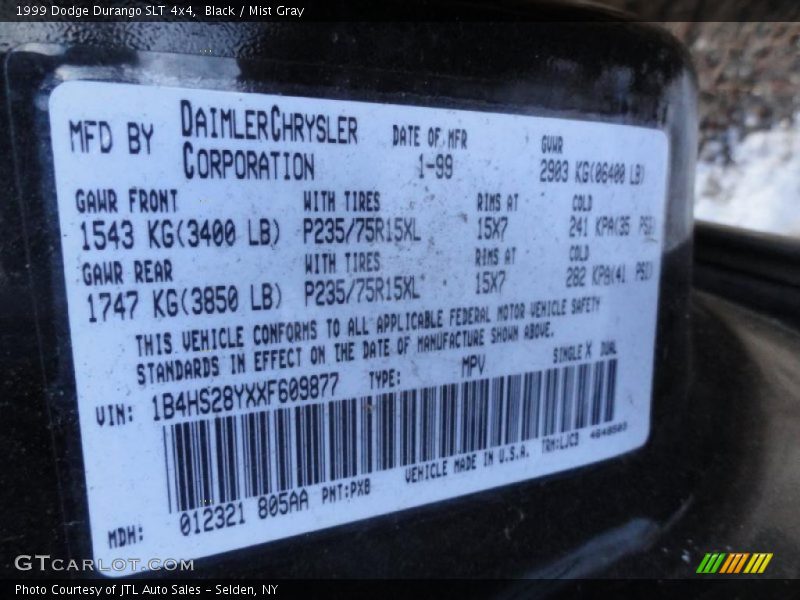 1999 Dodge Durango SLT 4x4, Black / Mist Gray
MFD BY DAIMLERCHRYSLER CORPORATION DATE OF MFR 1-99 GVWR 2903 KG(06400 LB)
GAWR FRONT WITH TIRES RIMS AT COLD
1543 KG(3400 LB) P235/75R15XL 15X7 241 KPA(35 PSI)
GAWR REAR WITH TIRES RIMS AT COLD
1747 KG(3850 LB) P235/75R15XL 15X7 282 KPA(41 PSI)
THIS VEHICLE CONFORMS TO ALL APPLICABLE FEDERAL MOTOR VEHICLE SAFETY
STANDARDS IN EFFECT ON THE DATE OF MANUFACTURE SHOWN ABOVE.
VIN: 1B4HS28YXXF609877 TYPE: MPV SINGLE X DUAL
VEHICLE MADE IN U.S.A. TRM:LJC3
MDH: 012321 805AA PNT:PXB
GTCARLOT.COM
Photo Courtesy of JTL Auto Sales - Selden, NY